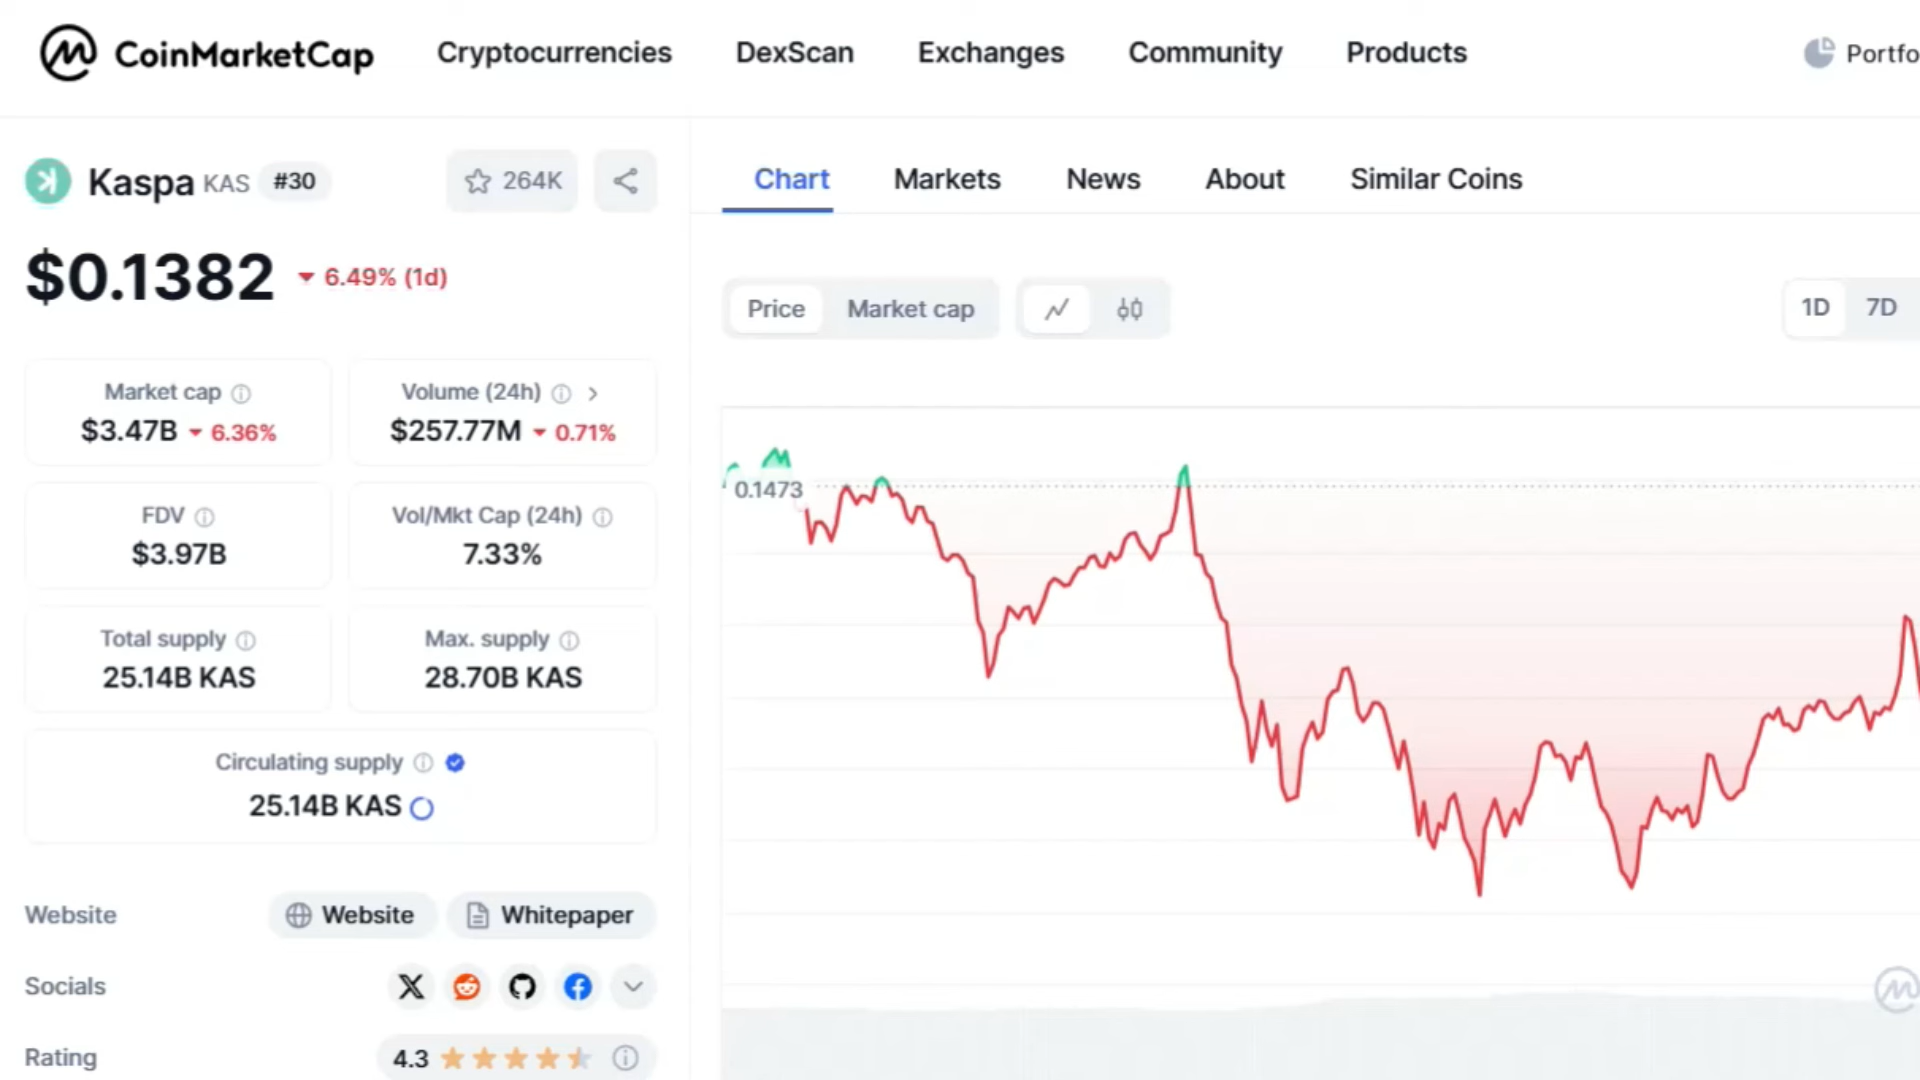 CoinMarketCap Cryptocurrencies DexScan Exchanges Community Products Portfo
Kaspa KAS #30 264K
$0.1382 6.49% (1d)
Market cap
$3.47B 6.36%
Volume (24h)
$257.77M 0.71%
FDV
$3.97B
Vol/Mkt Cap (24h)
7.33%
Total supply
25.14B KAS
Max. supply
28.70B KAS
Circulating supply
25.14B KAS
Website Website Whitepaper
Socials
Rating 4.3
Chart Markets News About Similar Coins
Price Market cap 1D 7D
0.1473